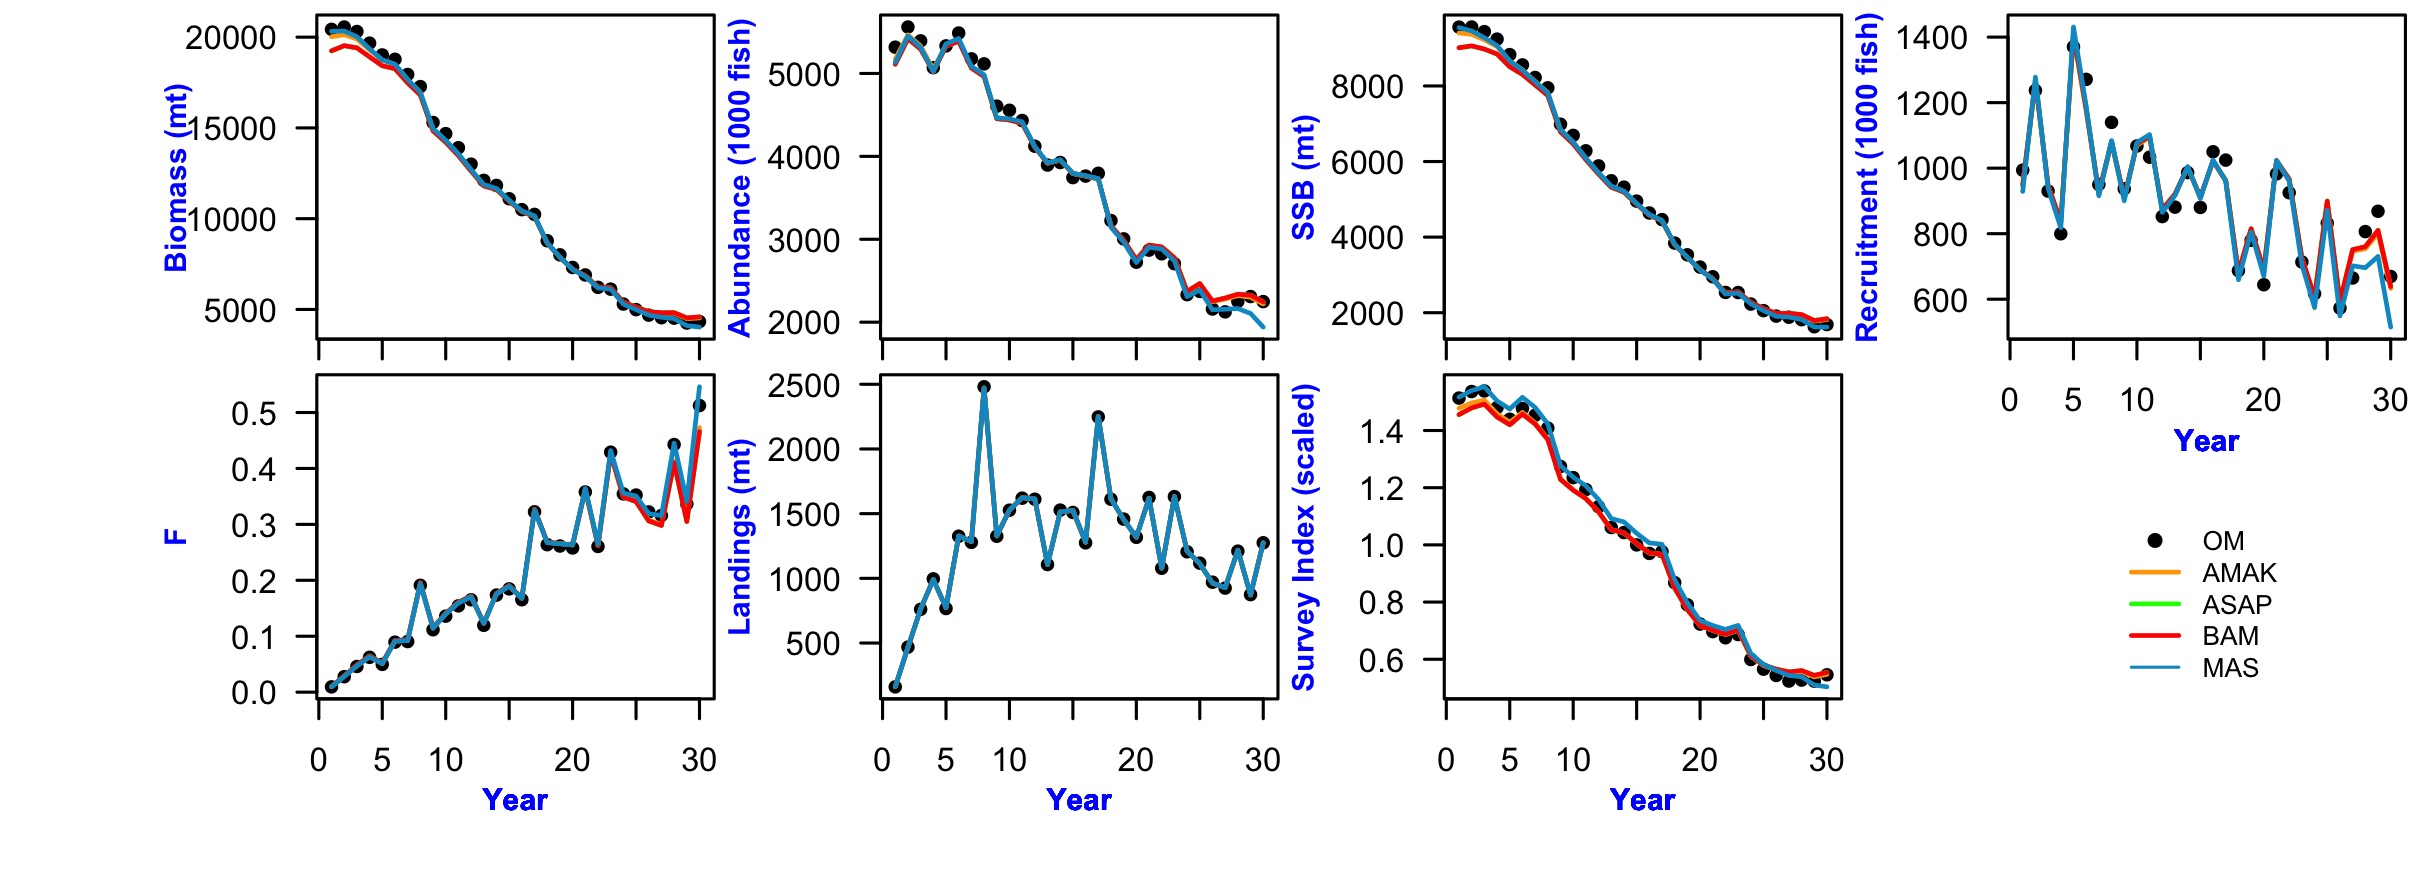 Biomass (mt)
20000
15000
10000
5000
Abundance (1000 fish)
5000
4000
3000
2000
SSB (mt)
8000
6000
4000
2000
Recruitment (1000 fish)
1400
1200
1000
800
600
0 5 10 20 30
Year
F
0.5
0.4
0.3
0.2
0.1
0.0
0 5 10 20 30
Year
Landings (mt)
2500
2000
1500
1000
500
0 5 10 20 30
Year
Survey Index (scaled)
1.4
1.2
1.0
0.8
0.6
0 5 10 20 30
Year
OM
AMAK
ASAP
BAM
MAS